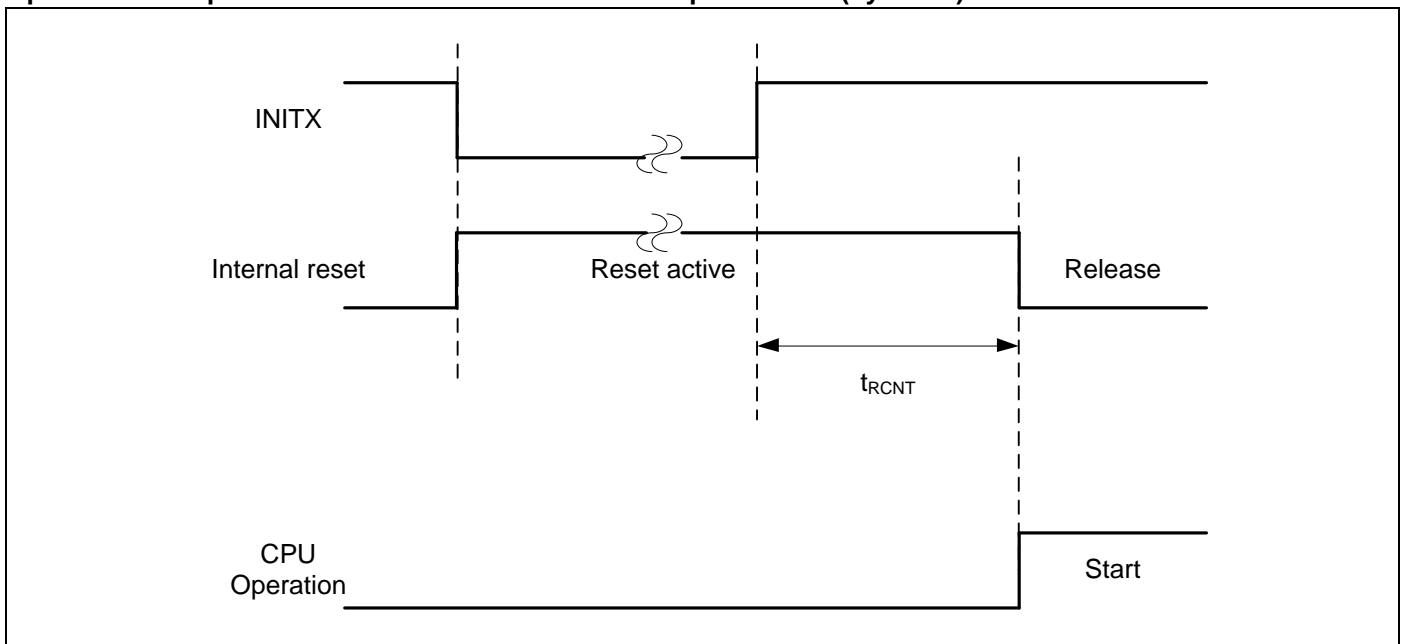 INITX
Internal reset
Reset active
Release
tRCNT
CPU
Operation
Start